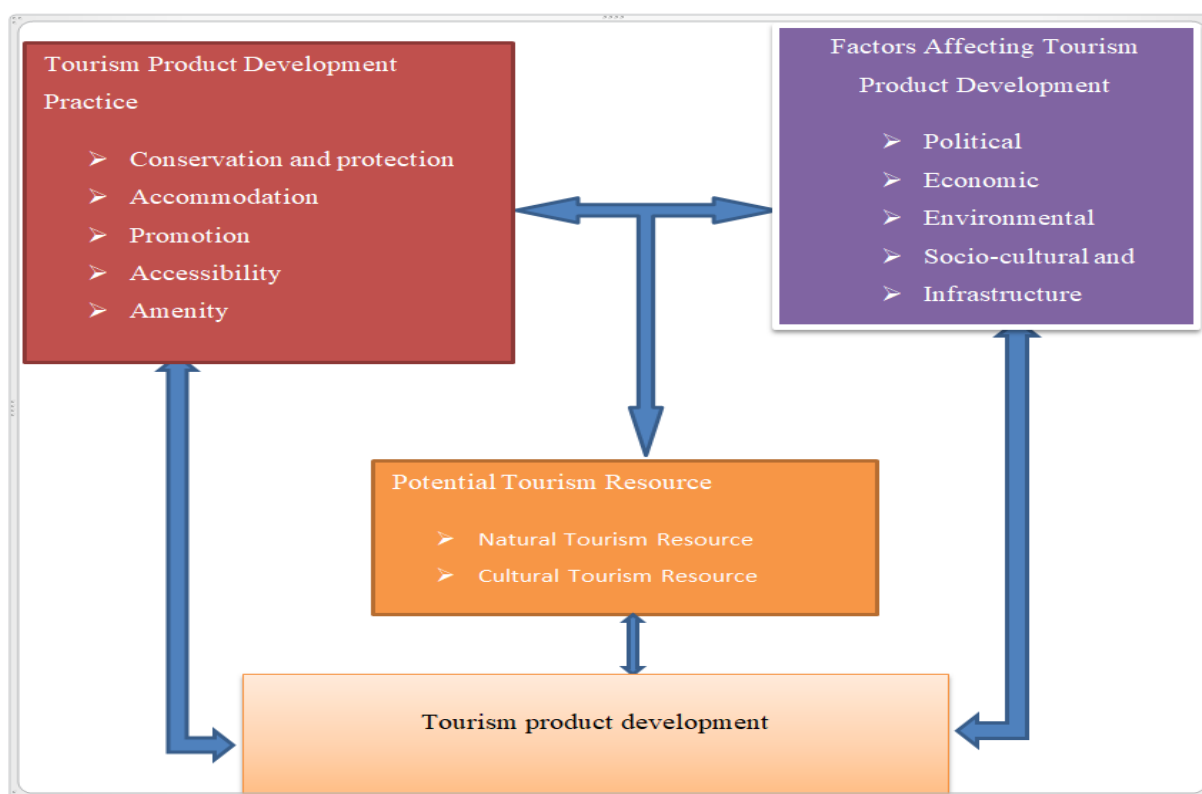 Tourism Product Development
Practice
➢ Conservation and protection
➢ Accommodation
➢ Promotion
➢ Accessibility
➢ Amenity
Factors Affecting Tourism
Product Development
➢ Political
➢ Economic
➢ Environmental
➢ Socio-cultural and
➢ Infrastructure
Potential Tourism Resource
➢ Natural Tourism Resource
➢ Cultural Tourism Resource
Tourism product development